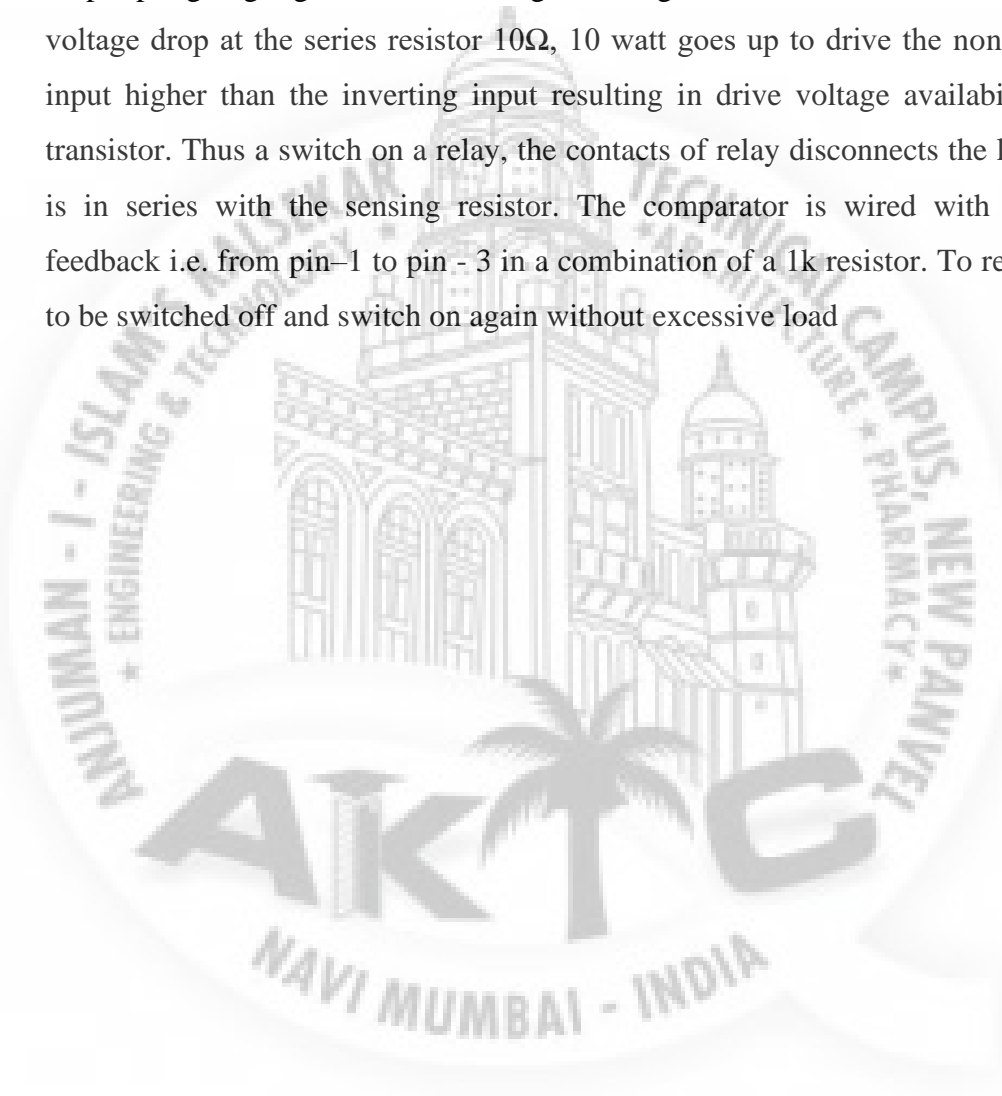 voltage drop at the series resistor 10Ω, 10 watt goes up to drive the non
input higher than the inverting input resulting in drive voltage
transistor. Thus a switch on a relay, the contacts of relay disconnects the
is in series with the sensing resistor. The comparator is wired with
feedback i.e. from pin–1 to pin - 3 in a combination of a 1k resistor. To
to be switched off and switch on again without excessive load
ANJUMAN - I - ISLAM'S KALSEKAR TECHNICAL CAMPUS, NEW PANVEL
* ENGINEERING & TECHNOLOGY * ARCHITECTURE * PHARMACY *
AKTC
NAVI MUMBAI - INDIA